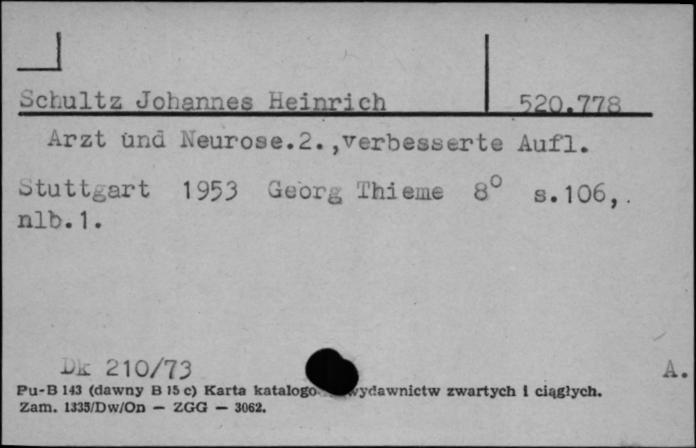 Schultz Johannes Heinrich 520.778
Arzt und Neurose.2.,verbesserte Aufl.
Stuttgart 1953 Georg Thieme 8° s.106,.
nlb.1.
Dk 210/73 A.
Pu-B 143 (dawny B 15 c) Karta katalogo wydawnictw zwartych i ciągłych.
Zam. 1335/Dw/On — ZGG — 3062.